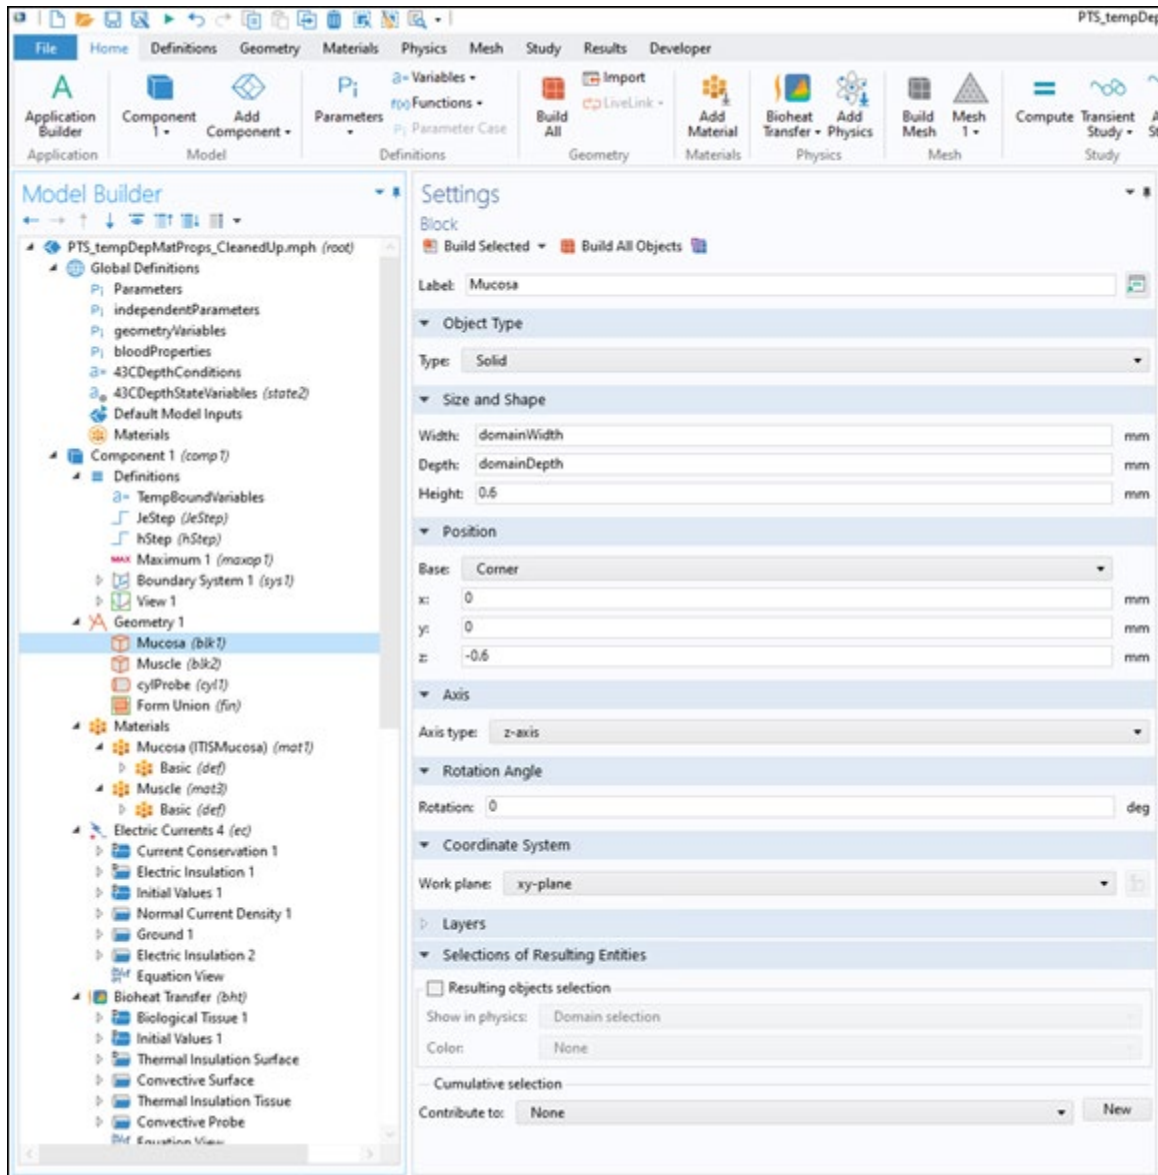 PTS_tempDep
File Home Definitions Geometry Materials Physics Mesh Study Results Developer
Application Builder
Component 1
Add Component
Parameters
a= Variables
f(x) Functions
Pi Parameter Case
Build All
Import
LiveLink
Add Material
Bioheat Transfer
Add Physics
Build Mesh
Mesh 1
Compute
Transient Study
Application Model Definitions Geometry Materials Physics Mesh Study
Model Builder
PTS_tempDepMatProps_CleanedUp.mph (root)
Global Definitions
Pi Parameters
Pi independentParameters
Pi geometryVariables
Pi bloodProperties
a= 43CDepthConditions
43CDepthStateVariables (state2)
Default Model Inputs
Materials
Component 1 (comp1)
Definitions
a= TempBoundVariables
JeStep (JeStep)
hStep (hStep)
MAX Maximum 1 (maxop1)
Boundary System 1 (sys1)
View 1
Geometry 1
Mucosa (blk1)
Muscle (blk2)
cylProbe (cyl1)
Form Union (fin)
Materials
Mucosa (ITISMucosa) (mat1)
Basic (def)
Muscle (mat3)
Basic (def)
Electric Currents 4 (ec)
Current Conservation 1
Electric Insulation 1
Initial Values 1
Normal Current Density 1
Ground 1
Electric Insulation 2
Equation View
Bioheat Transfer (bht)
Biological Tissue 1
Initial Values 1
Thermal Insulation Surface
Convective Surface
Thermal Insulation Tissue
Convective Probe
Equation View
Settings
Block
Build Selected Build All Objects
Label: Mucosa
Object Type
Type: Solid
Size and Shape
Width: domainWidth mm
Depth: domainDepth mm
Height: 0.6 mm
Position
Base: Corner
x: 0 mm
y: 0 mm
z: -0.6 mm
Axis
Axis type: z-axis
Rotation Angle
Rotation: 0 deg
Coordinate System
Work plane: xy-plane
Layers
Selections of Resulting Entities
Resulting objects selection
Show in physics: Domain selection
Color: None
Cumulative selection
Contribute to: None New